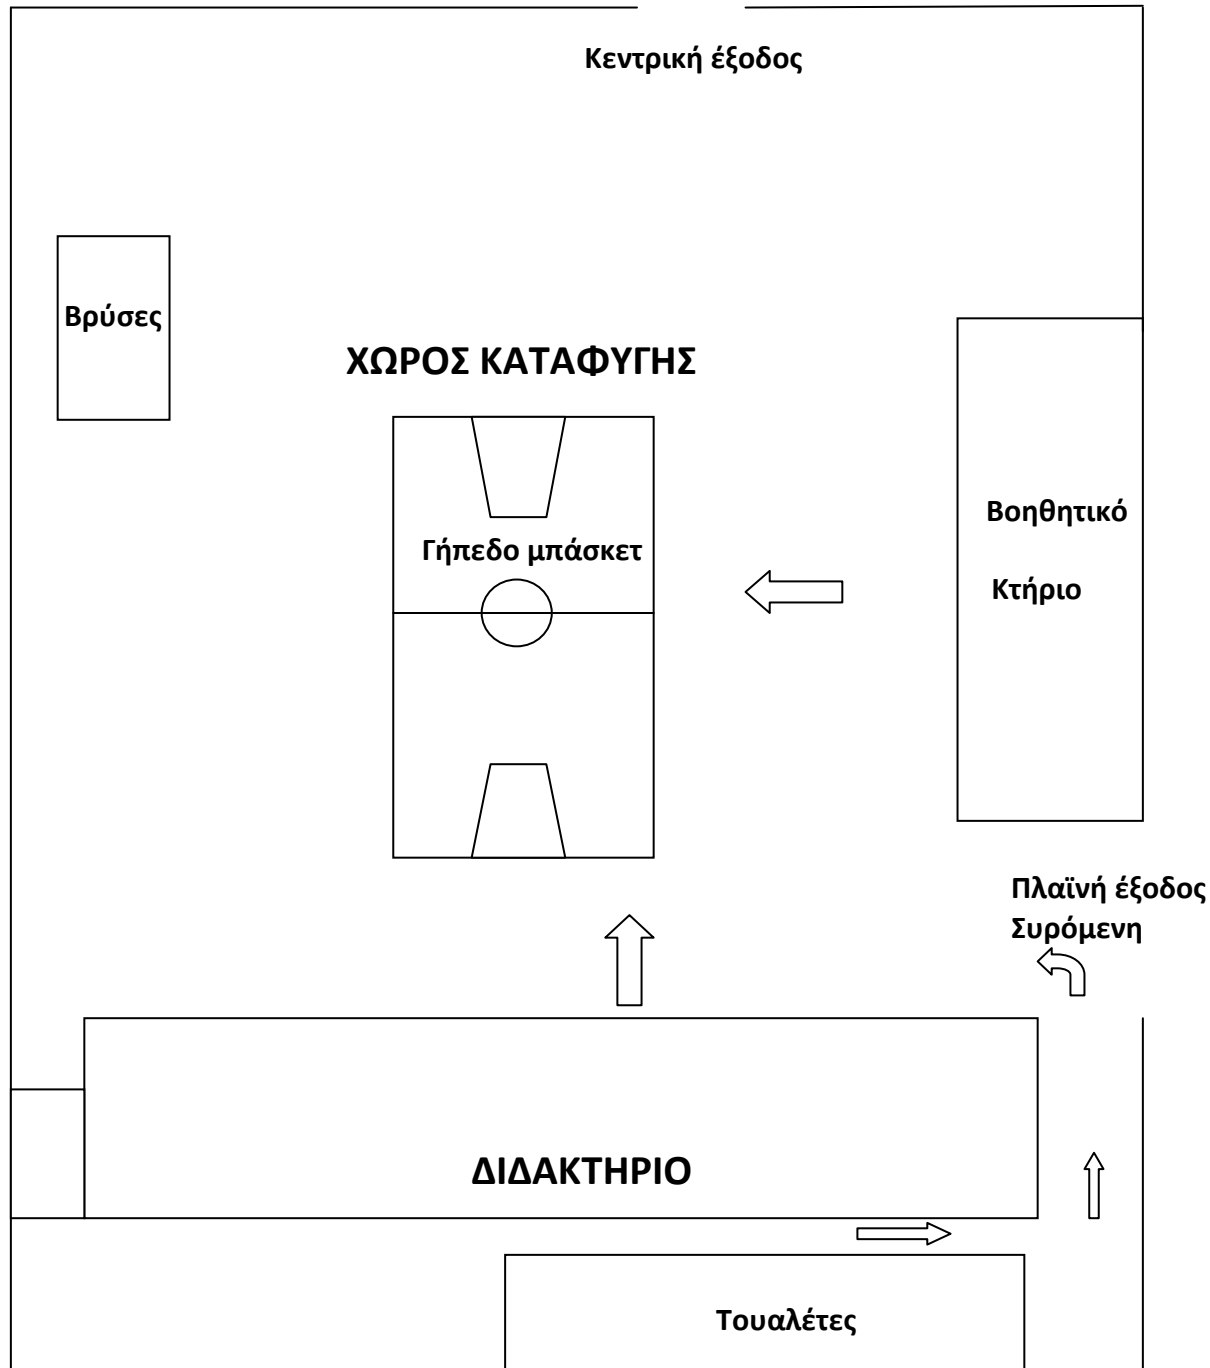 Κεντρική έξοδος
Βρύσες
ΧΩΡΟΣ ΚΑΤΑΦΥΓΗΣ
Γήπεδο μπάσκετ
Βοηθητικό
Κτήριο
Πλαϊνή έξοδος
Συρόμενη
ΔΙΔΑΚΤΗΡΙΟ
Τουαλέτες